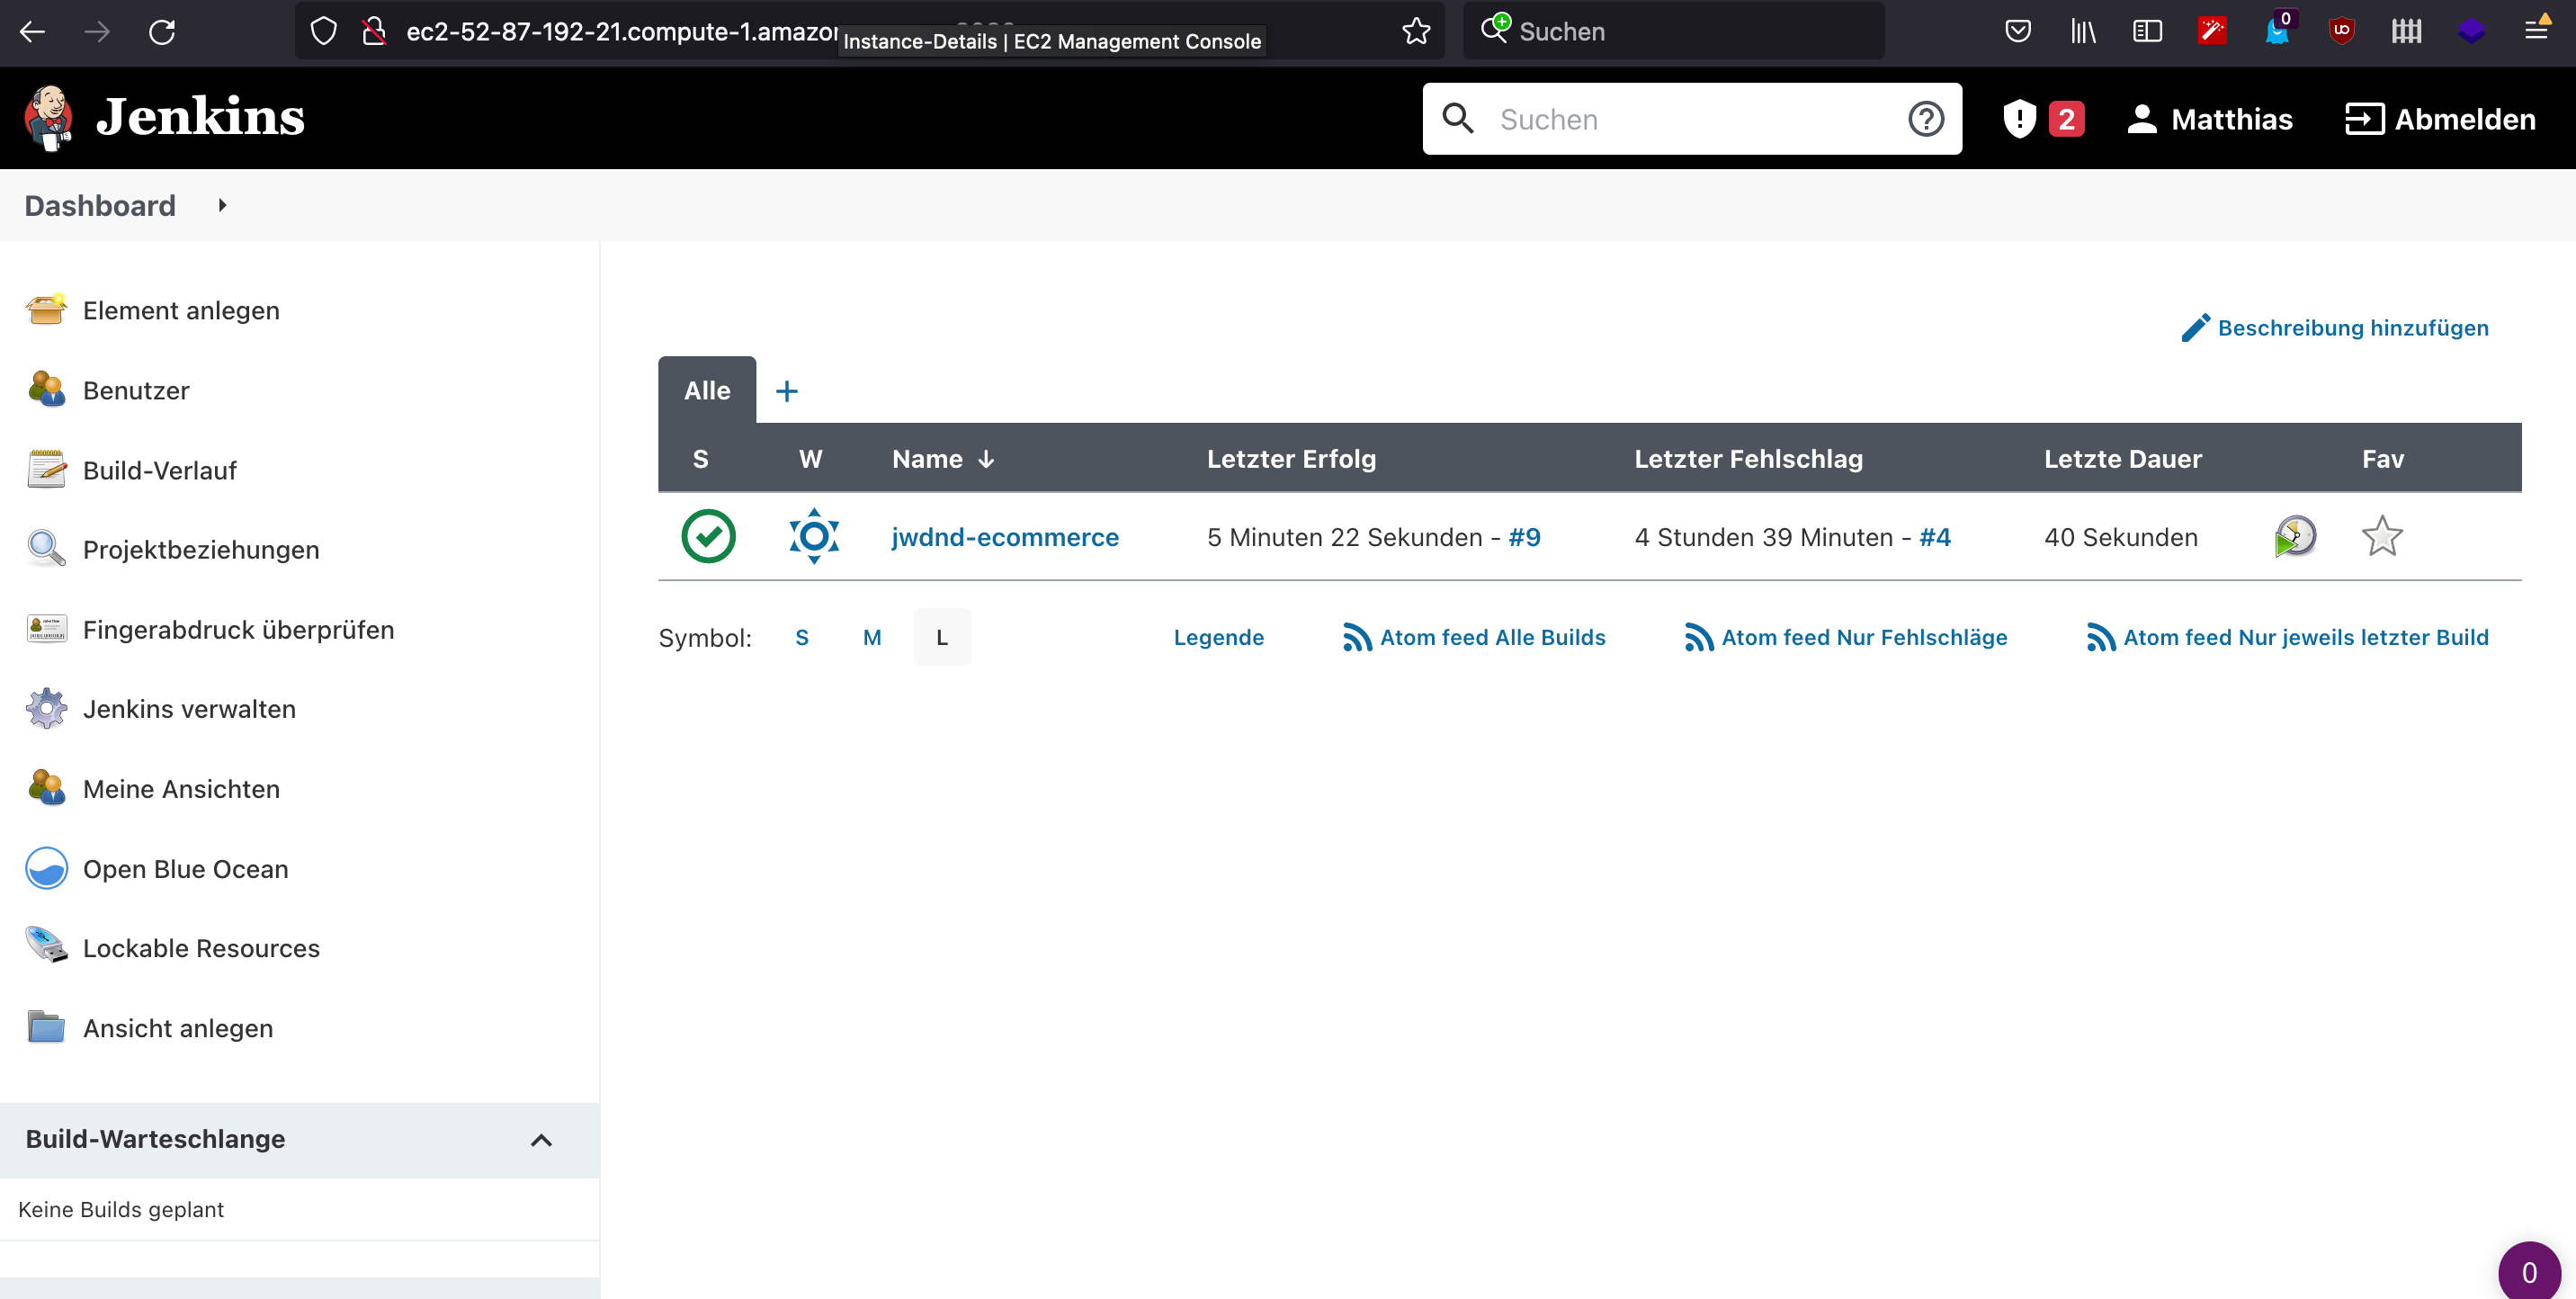 ec2-52-87-192-21.compute-1.amazon
Instance-Details | EC2 Management Console
Suchen
0
Jenkins
Suchen
2
Matthias
Abmelden
Dashboard
Element anlegen
Benutzer
Build-Verlauf
Projektbeziehungen
Fingerabdruck überprüfen
Jenkins verwalten
Meine Ansichten
Open Blue Ocean
Lockable Resources
Ansicht anlegen
Build-Warteschlange
Keine Builds geplant
Beschreibung hinzufügen
Alle +
S W Name ↓ Letzter Erfolg Letzter Fehlschlag Letzte Dauer Fav
jwdnd-ecommerce 5 Minuten 22 Sekunden - #9 4 Stunden 39 Minuten - #4 40 Sekunden
Symbol: S M L Legende Atom feed Alle Builds Atom feed Nur Fehlschläge Atom feed Nur jeweils letzter Build
0